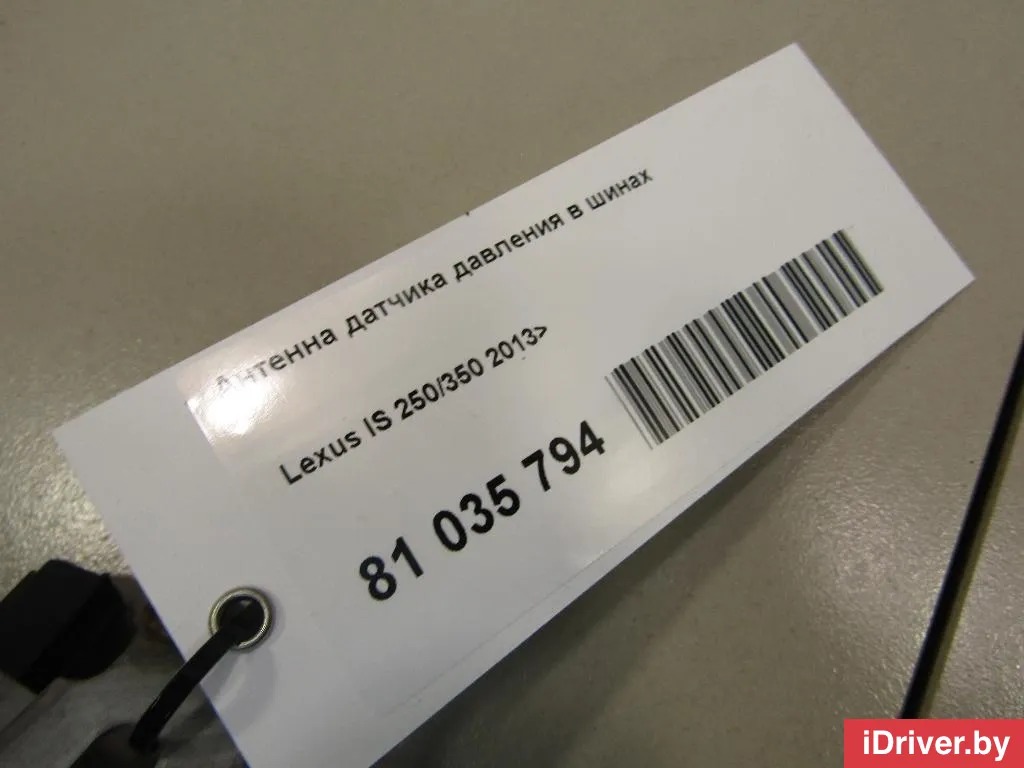 Антенна датчика давления в шинах
Lexus IS 250/350 2013>
81 035 794
iDriver.by